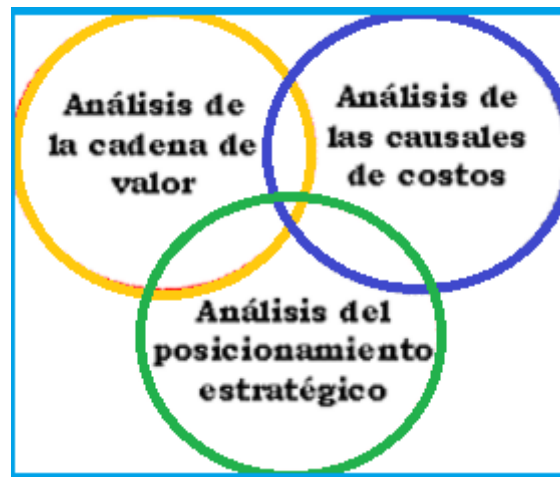 Análisis de
la cadena de
valor
Análisis de
las causales
de costos
Análisis del
posicionamiento
estratégico